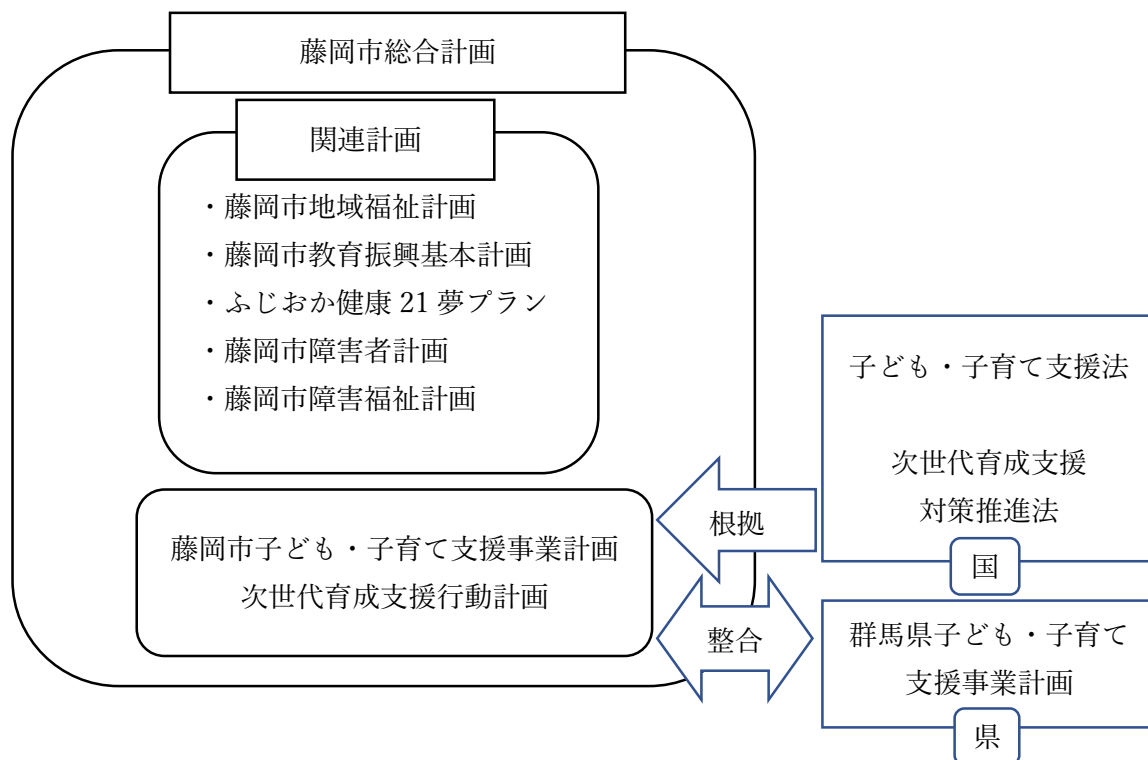 藤岡市総合計画
関連計画
・藤岡市地域福祉計画
・藤岡市教育振興基本計画
・ふじおか健康 21 夢プラン
・藤岡市障害者計画
・藤岡市障害福祉計画
藤岡市子ども・子育て支援事業計画
次世代育成支援行動計画
根拠
整合
子ども・子育て支援法
次世代育成支援
対策推進法
国
群馬県子ども・子育て
支援事業計画
県